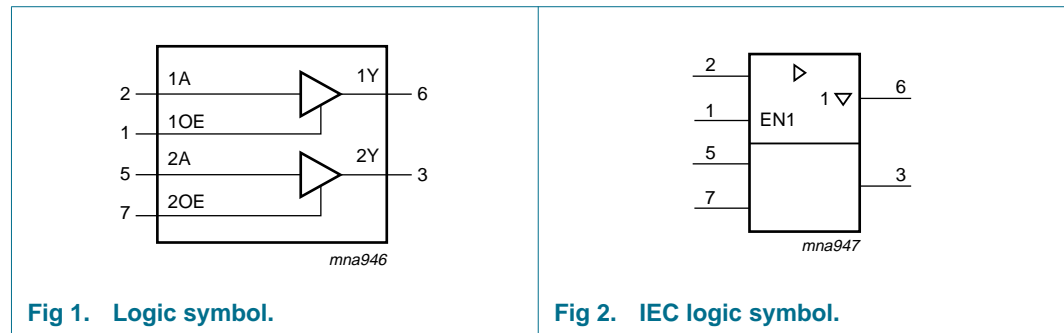 1A
1Y
2
6
1OE
1
2A
2Y
5
3
2OE
7
mna946
Fig 1. Logic symbol.
2
6
1
1
EN1
5
3
7
mna947
Fig 2. IEC logic symbol.